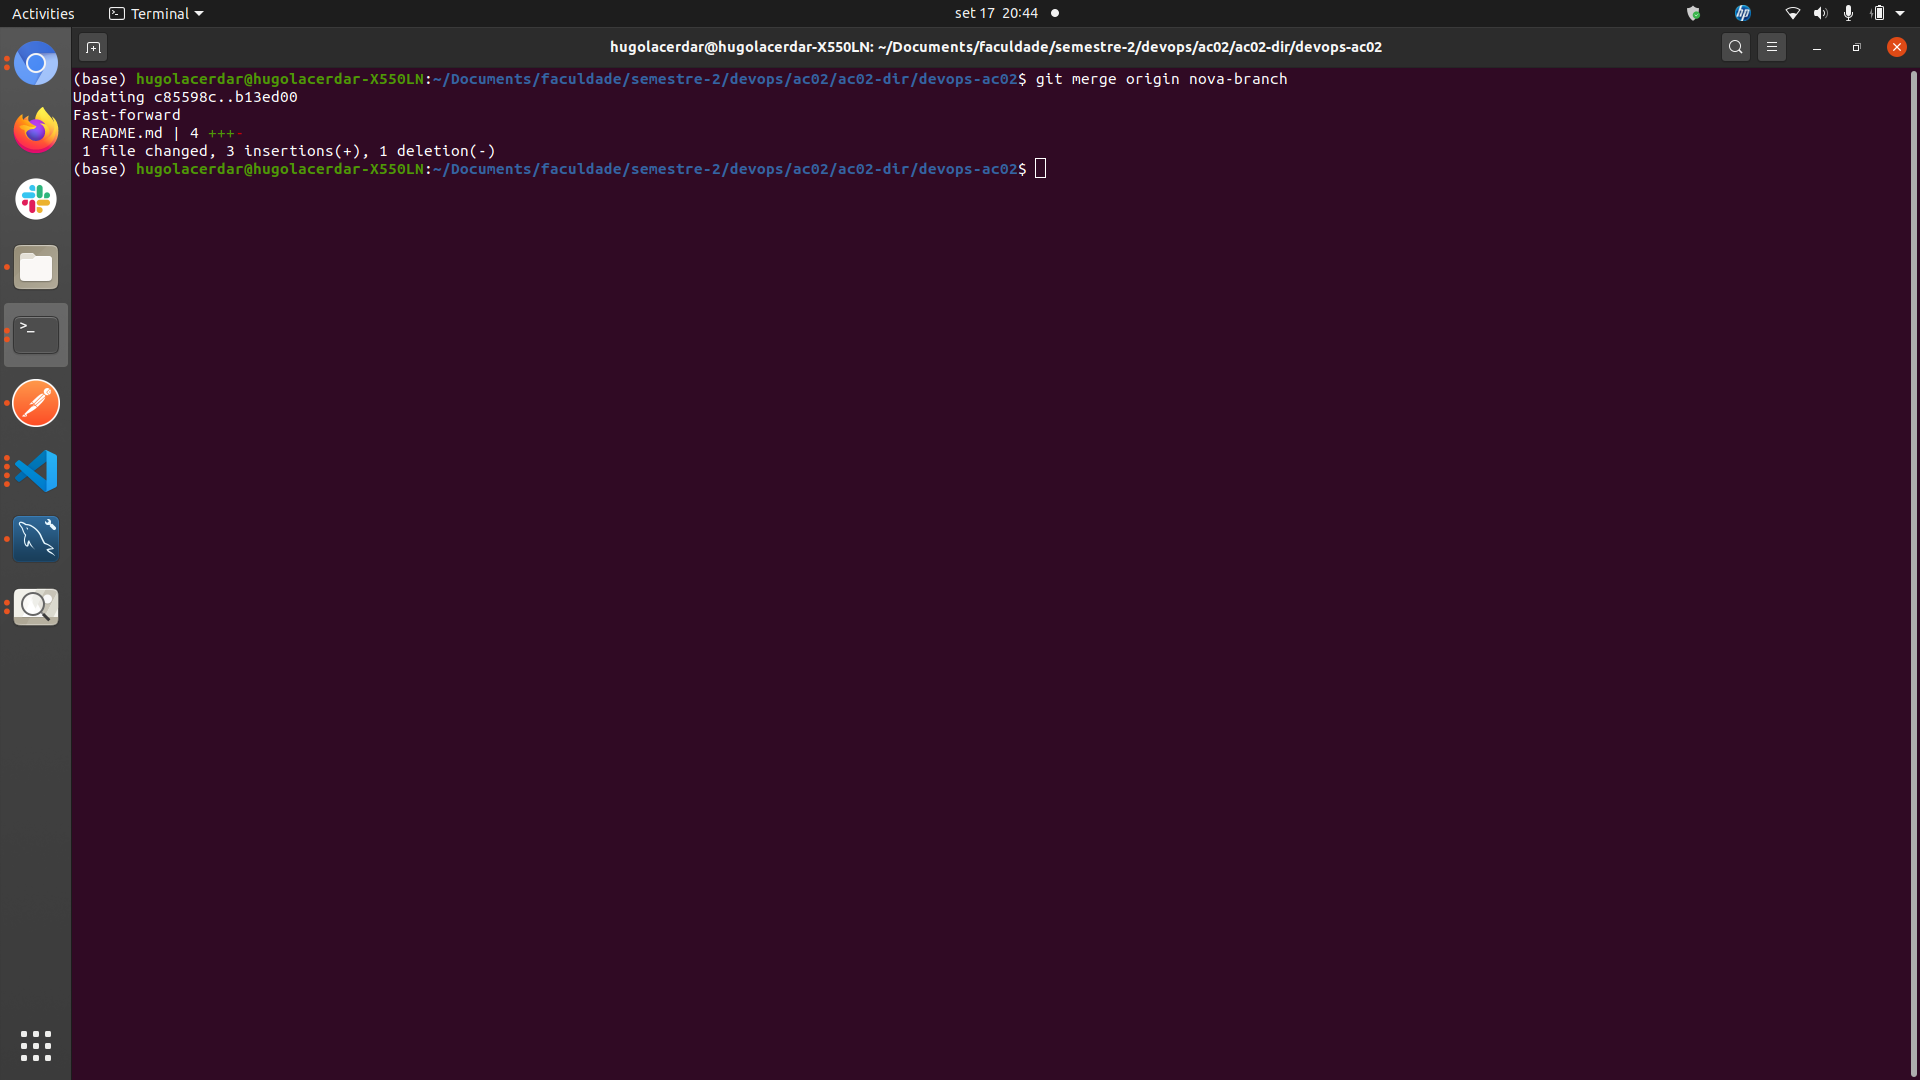 Activities
Terminal
set 17 20:44
hp
hugolacerdar@hugolacerdar-X550LN: ~/Documents/faculdade/semestre-2/devops/ac02/ac02-dir/devops-ac02
(base) hugolacerdar@hugolacerdar-X550LN:~/Documents/faculdade/semestre-2/devops/ac02/ac02-dir/devops-ac02$ git merge origin nova-branch
Updating c85598c..b13ed00
Fast-forward
 README.md | 4 +++-
 1 file changed, 3 insertions(+), 1 deletion(-)
(base) hugolacerdar@hugolacerdar-X550LN:~/Documents/faculdade/semestre-2/devops/ac02/ac02-dir/devops-ac02$
>_